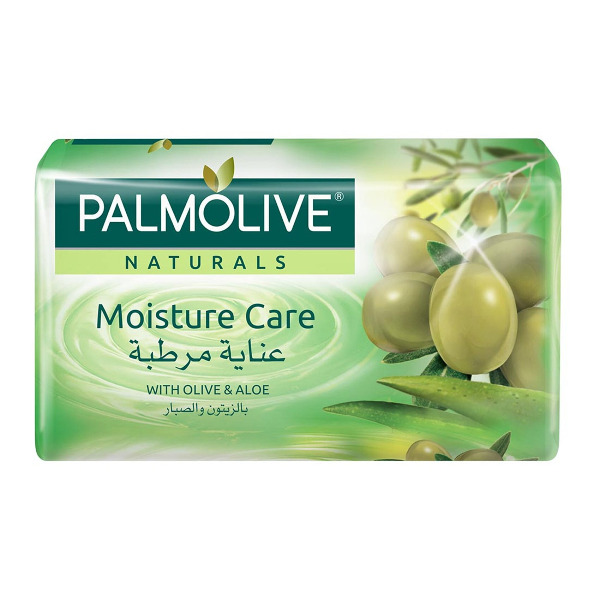 PALMOLIVE®
NATURALS
Moisture Care
عناية مرطبة
WITH OLIVE & ALOE
بالزيتون والصبار